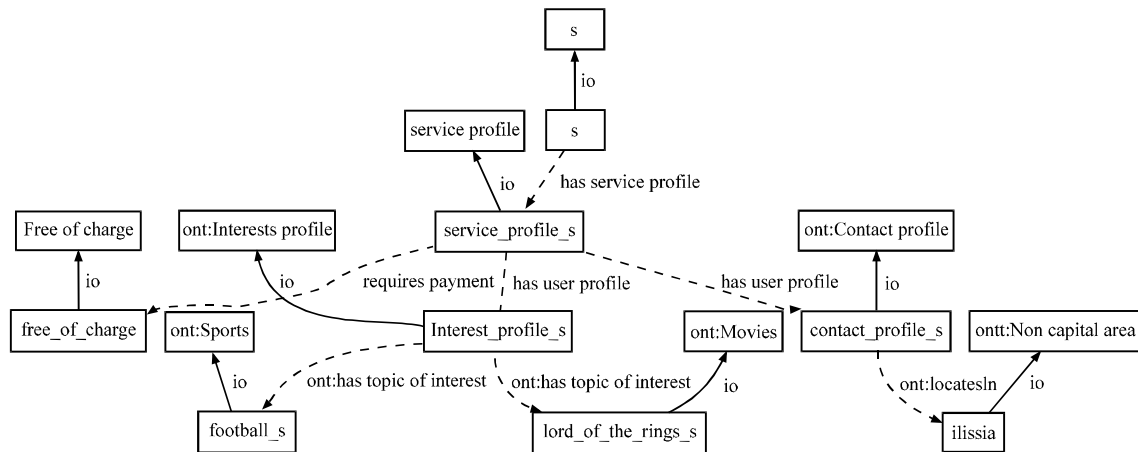 s
io
service profile
s
io
has service profile
Free of charge
ont:Interests profile
service_profile_s
ont:Contact profile
io
io
requires payment
has user profile
has user profile
io
free_of_charge
ont:Sports
Interest_profile_s
ont:Movies
contact_profile_s
ontt:Non capital area
io
ont:has topic of interest
ont:has topic of interest
io
ont:locatesln
io
football_s
lord_of_the_rings_s
ilissia